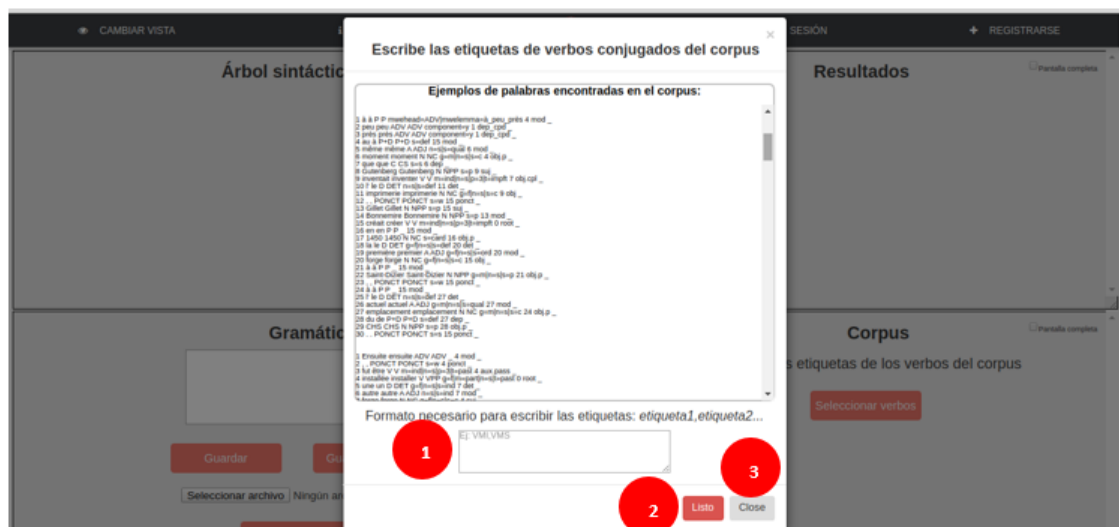 CAMBIAR VISTA
SESIÓN
REGISTRARSE
Árbol sintáctic
Resultados
Pantalla completa
Escribe las etiquetas de verbos conjugados del corpus
×
Ejemplos de palabras encontradas en el corpus:
1 à à P P mwehead=ADV|mwelemma=à_peu_près 4 mod _
2 peu peu ADV ADV component=y 1 dep_cpd _
3 près près ADV ADV component=y 1 dep_cpd _
4 au à P+D P+D s=def 15 mod _
5 même même A ADJ n=s|s=qual 6 mod _
6 moment moment N NC g=m|n=s|s=c 4 obj.p _
7 que que C CS s=s 6 dep _
8 Gutenberg Gutenberg N NPP s=p 9 suj _
9 inventait inventer V V m=ind|n=s|p=3|t=impft 7 obj.cpl _
10 l' le D DET n=s|s=def 11 det _
11 imprimerie imprimerie N NC g=f|n=s|s=c 9 obj _
12 , , PONCT PONCT s=w 15 ponct _
13 Gillet Gillet N NPP s=p 15 suj _
14 Bonnemire Bonnemire N NPP s=p 13 mod _
15 créait créer V V m=ind|n=s|p=3|t=impft 0 root _
16 en en P P _ 15 mod _
17 1450 1450 N NC s=card 16 obj.p _
18 la le D DET g=f|n=s|s=def 20 det _
19 première premier A ADJ g=f|n=s|s=ord 20 mod _
20 forge forge N NC g=f|n=s|s=c 15 obj _
21 à à P P _ 15 mod _
22 Saint-Dizier Saint-Dizier N NPP g=m|n=s|s=p 21 obj.p _
23 , , PONCT PONCT s=w 15 ponct _
24 à à P P _ 15 mod _
25 l' le D DET n=s|s=def 27 det _
26 actuel actuel A ADJ g=m|n=s|s=qual 27 mod _
27 emplacement emplacement N NC g=m|n=s|s=c 24 obj.p _
28 du de P+D P+D s=def 27 dep _
29 CHS CHS N NPP s=p 28 obj.p _
30 . . PONCT PONCT s=s 15 ponct _
1 Ensuite ensuite ADV ADV _ 4 mod _
2 , , PONCT PONCT s=w 4 ponct _
3 fut être V V m=ind|n=s|p=3|t=past 4 aux.pass _
4 installée installer V VPP g=f|m=part|n=s|t=past 0 root _
5 une un D DET g=f|n=s|s=ind 7 det _
6 autre autre A ADJ n=s|s=ind 7 mod _
Formato necesario para escribir las etiquetas: etiqueta1,etiqueta2...
Ej: VMI,VMS
1
2
3
Listo
Close
Gramátic
Guardar
Gu
Seleccionar archivo
Ningún ar
Corpus
Pantalla completa
s etiquetas de los verbos del corpus
Seleccionar verbos